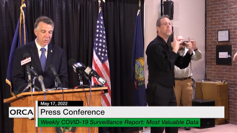 May 17, 2022
ORCA Press Conference
Weekly COVID-19 Surveillance Report; Most Valuable Data